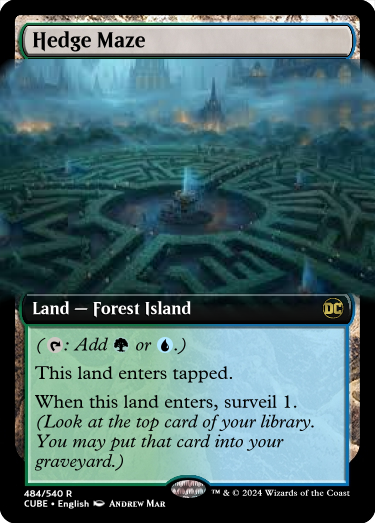 Hedge Maze
Land — Forest Island
DC
( : Add  or .)
This land enters tapped.
When this land enters, surveil 1.
(Look at the top card of your library.
You may put that card into your
graveyard.)
484/540 R
CUBE • English Andrew Mar
™ & © 2024 Wizards of the Coast